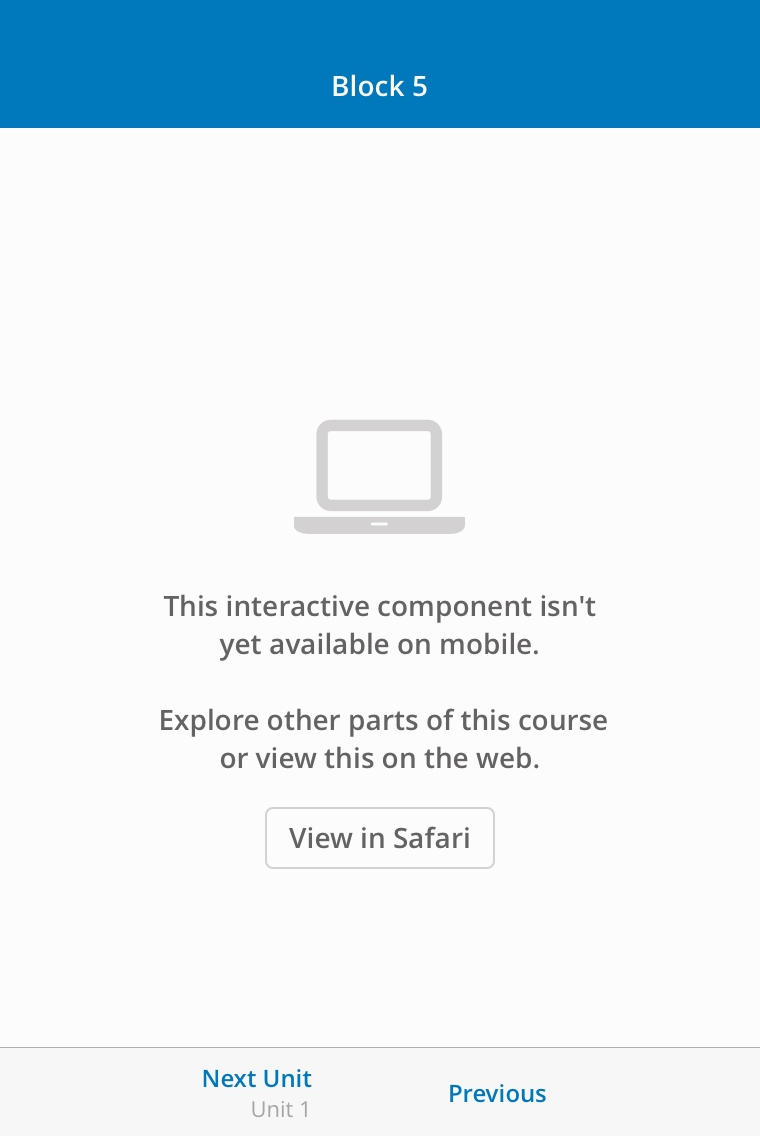 Block 5
This interactive component isn't
yet available on mobile.
Explore other parts of this course
or view this on the web.
View in Safari
Next Unit
Unit 1
Previous